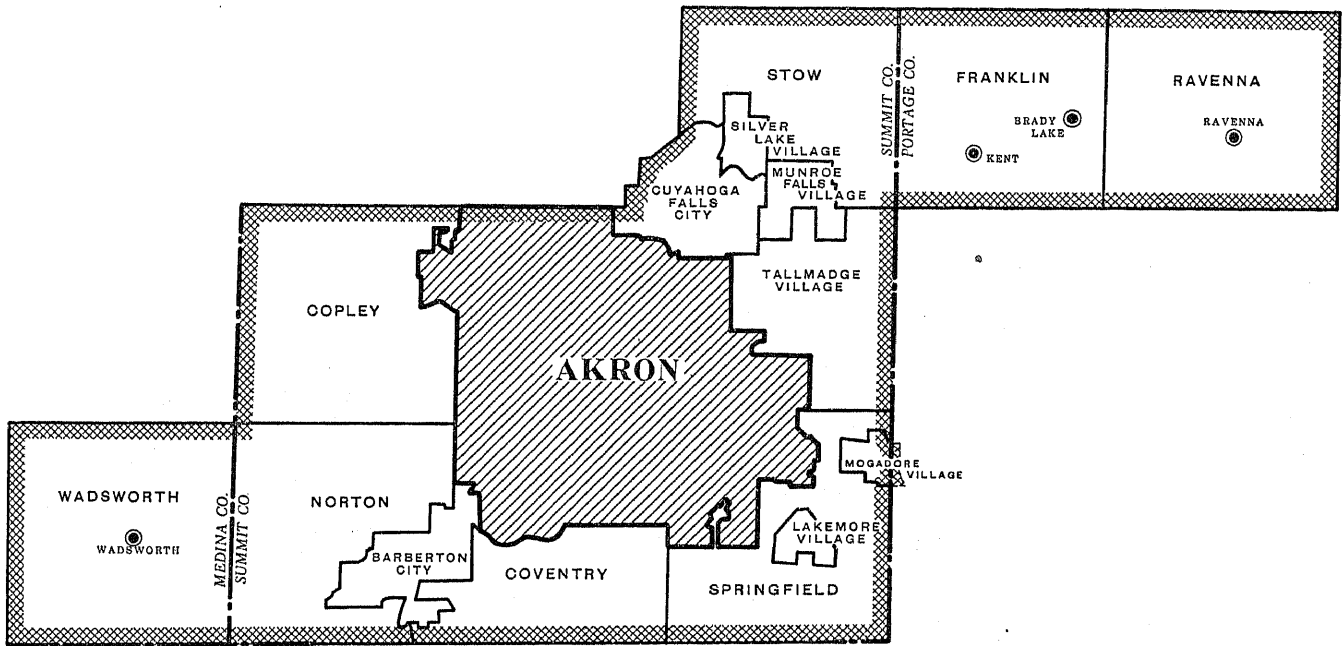 STOW
FRANKLIN
RAVENNA
SUMMIT CO.
PORTAGE CO.
BRADY
LAKE
KENT
RAVENNA
SILVER
LAKE
VILLAGE
MUNROE
FALLS
VILLAGE
CUYAHOGA
FALLS
CITY
TALLMADGE
VILLAGE
COPLEY
AKRON
MOGADORE
VILLAGE
WADSWORTH
WADSWORTH
MEDINA CO.
SUMMIT CO.
NORTON
BARBERTON
CITY
COVENTRY
LAKEMORE
VILLAGE
SPRINGFIELD